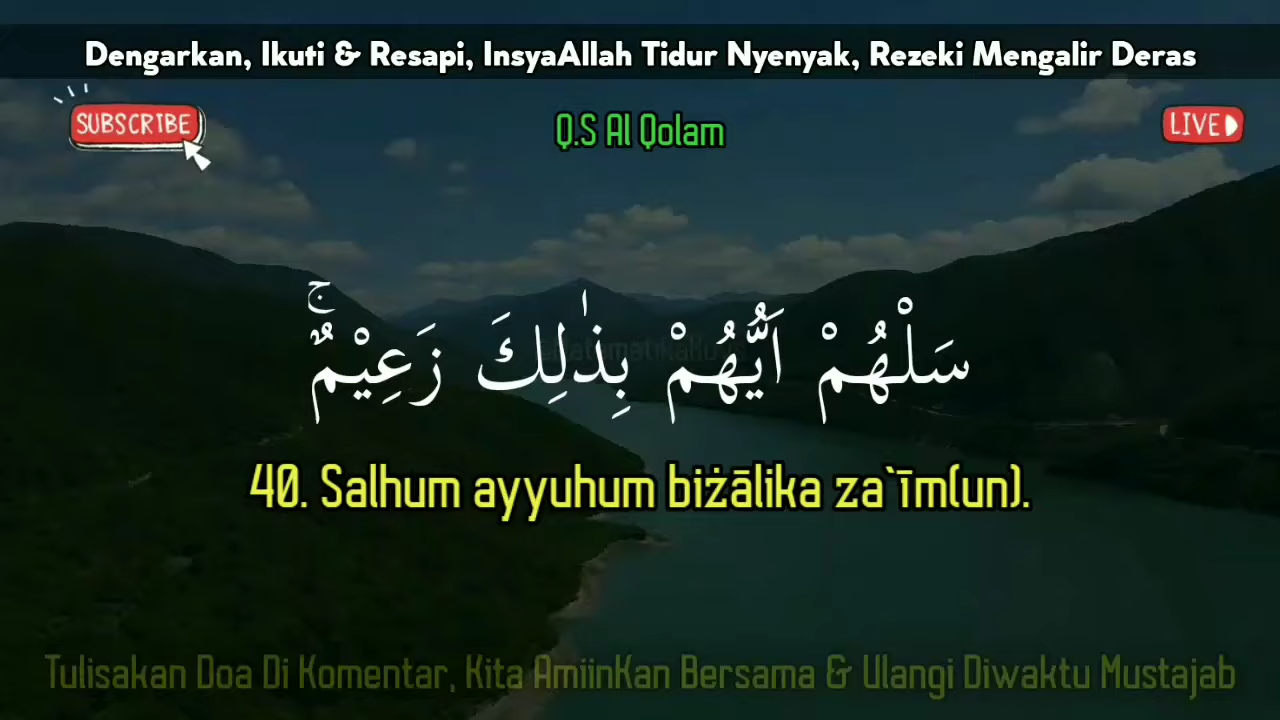 Dengarkan, Ikuti & Resapi, InsyaAllah Tidur Nyenyak, Rezeki Mengalir Deras
SUBSCRIBE
Q.S Al Qolam
LIVE
سَلْهُمْ اَيُّهُمْ بِذٰلِكَ زَعِيْمٌۚ
40. Salhum ayyuhum biżālika za`īm(un).
Tulisakan Doa Di Komentar, Kita AmiinKan Bersama & Ulangi Diwaktu Mustajab